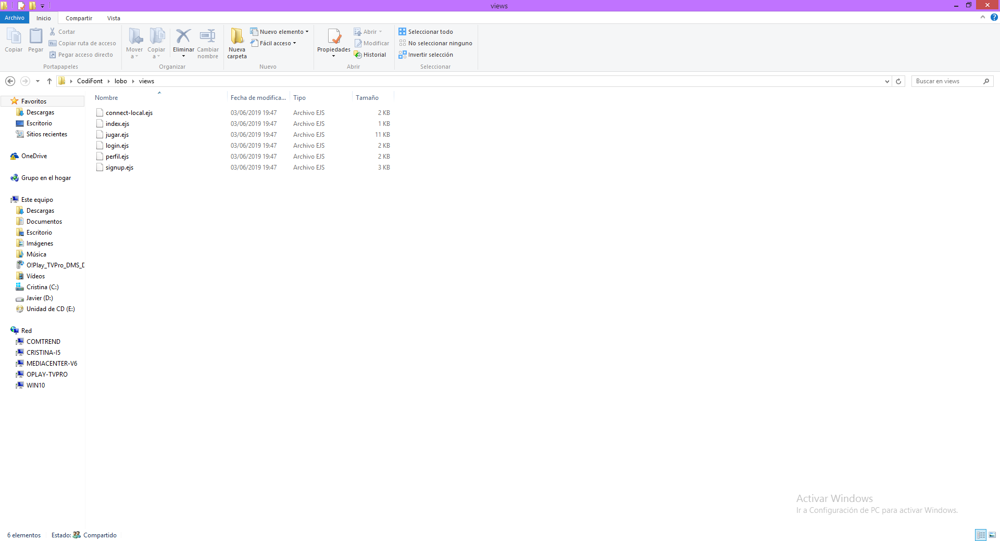 views
Archivo Inicio Compartir Vista
Copiar
Pegar
Cortar
Copiar ruta de acceso
Pegar acceso directo
Portapapeles
Mover a
Copiar a
Eliminar
Cambiar nombre
Organizar
Nueva carpeta
Nuevo elemento
Fácil acceso
Nuevo
Propiedades
Abrir
Modificar
Historial
Abrir
Seleccionar todo
No seleccionar ninguno
Invertir selección
Seleccionar
CodiFont lobo views
Buscar en views
Favoritos
Descargas
Escritorio
Sitios recientes
OneDrive
Grupo en el hogar
Este equipo
Descargas
Documentos
Escritorio
Imágenes
Música
O!Play_TVPro_DMS_D
Vídeos
Cristina (C:)
Javier (D:)
Unidad de CD (E:)
Red
COMTREND
CRISTINA-I5
MEDIACENTER-V6
OPLAY-TVPRO
WIN10
Nombre Fecha de modifica... Tipo Tamaño
connect-local.ejs 03/06/2019 19:47 Archivo EJS 2 KB
index.ejs 03/06/2019 19:47 Archivo EJS 1 KB
jugar.ejs 03/06/2019 19:47 Archivo EJS 11 KB
login.ejs 03/06/2019 19:47 Archivo EJS 2 KB
perfil.ejs 03/06/2019 19:47 Archivo EJS 2 KB
signup.ejs 03/06/2019 19:47 Archivo EJS 3 KB
Activar Windows
Ir a Configuración de PC para activar Windows.
6 elementos Estado: Compartido